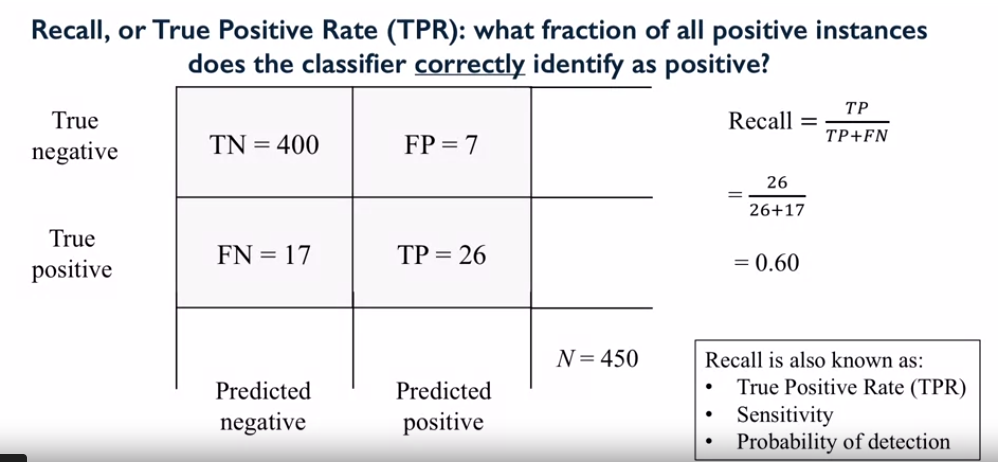 Recall, or True Positive Rate (TPR): what fraction of all positive instances
does the classifier correctly identify as positive?
True
negative
TN = 400
FP = 7
True
positive
FN = 17
TP = 26
N = 450
Predicted
negative
Predicted
positive
Recall = TP / TP+FN
= 26 / 26+17
= 0.60
Recall is also known as:
• True Positive Rate (TPR)
• Sensitivity
• Probability of detection